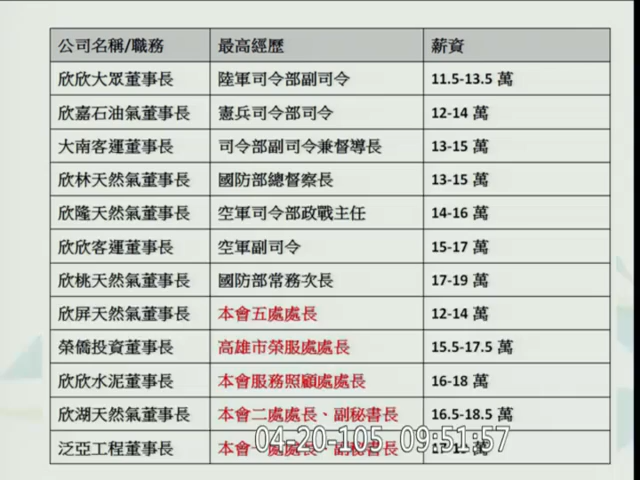 公司名稱/職務 最高經歷 薪資
欣欣大眾董事長 陸軍司令部副司令 11.5-13.5 萬
欣嘉石油氣董事長 憲兵司令部司令 12-14 萬
大南客運董事長 司令部副司令兼督導長 13-15 萬
欣林天然氣董事長 國防部總督察長 13-15 萬
欣隆天然氣董事長 空軍司令部政戰主任 14-16 萬
欣欣客運董事長 空軍副司令 15-17 萬
欣桃天然氣董事長 國防部常務次長 17-19 萬
欣屏天然氣董事長 本會五處處長 12-14 萬
榮僑投資董事長 高雄市榮服處處長 15.5-17.5 萬
欣欣水泥董事長 本會服務照顧處處長 16-18 萬
欣湖天然氣董事長 本會二處處長、副秘書長 16.5-18.5 萬
泛亞工程董事長 本會 處處長、副秘書長 萬
04-20-105 09:51:57